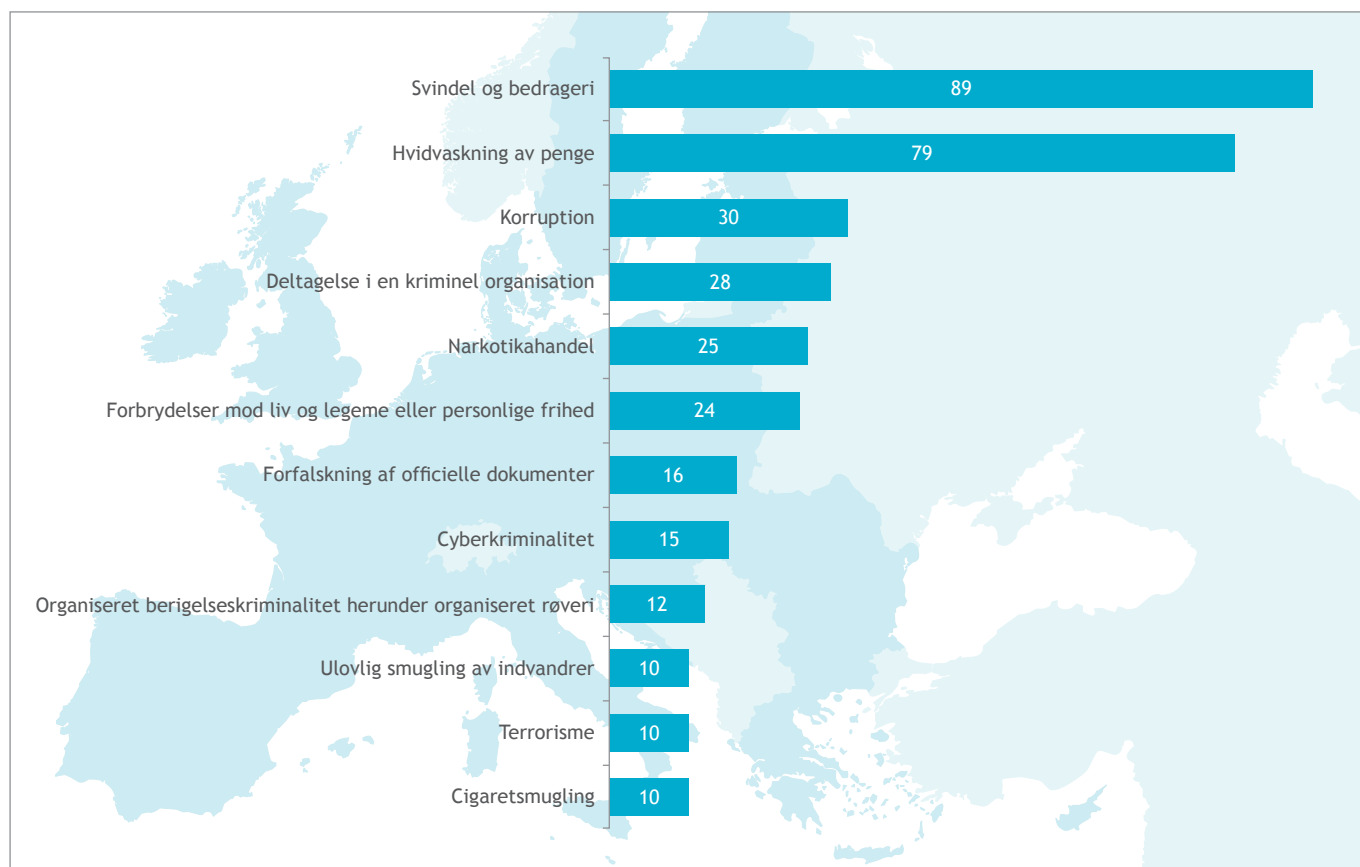 Svindel og bedrageri 89
Hvidvaskning av penge 79
Korruption 30
Deltagelse i en kriminel organisation 28
Narkotikahandel 25
Forbrydelser mod liv og legeme eller personlige frihed 24
Forfalskning af officielle dokumenter 16
Cyberkriminalitet 15
Organiseret berigelseskriminalitet herunder organiseret røveri 12
Ulovlig smugling av indvandrer 10
Terrorisme 10
Cigaretsmugling 10